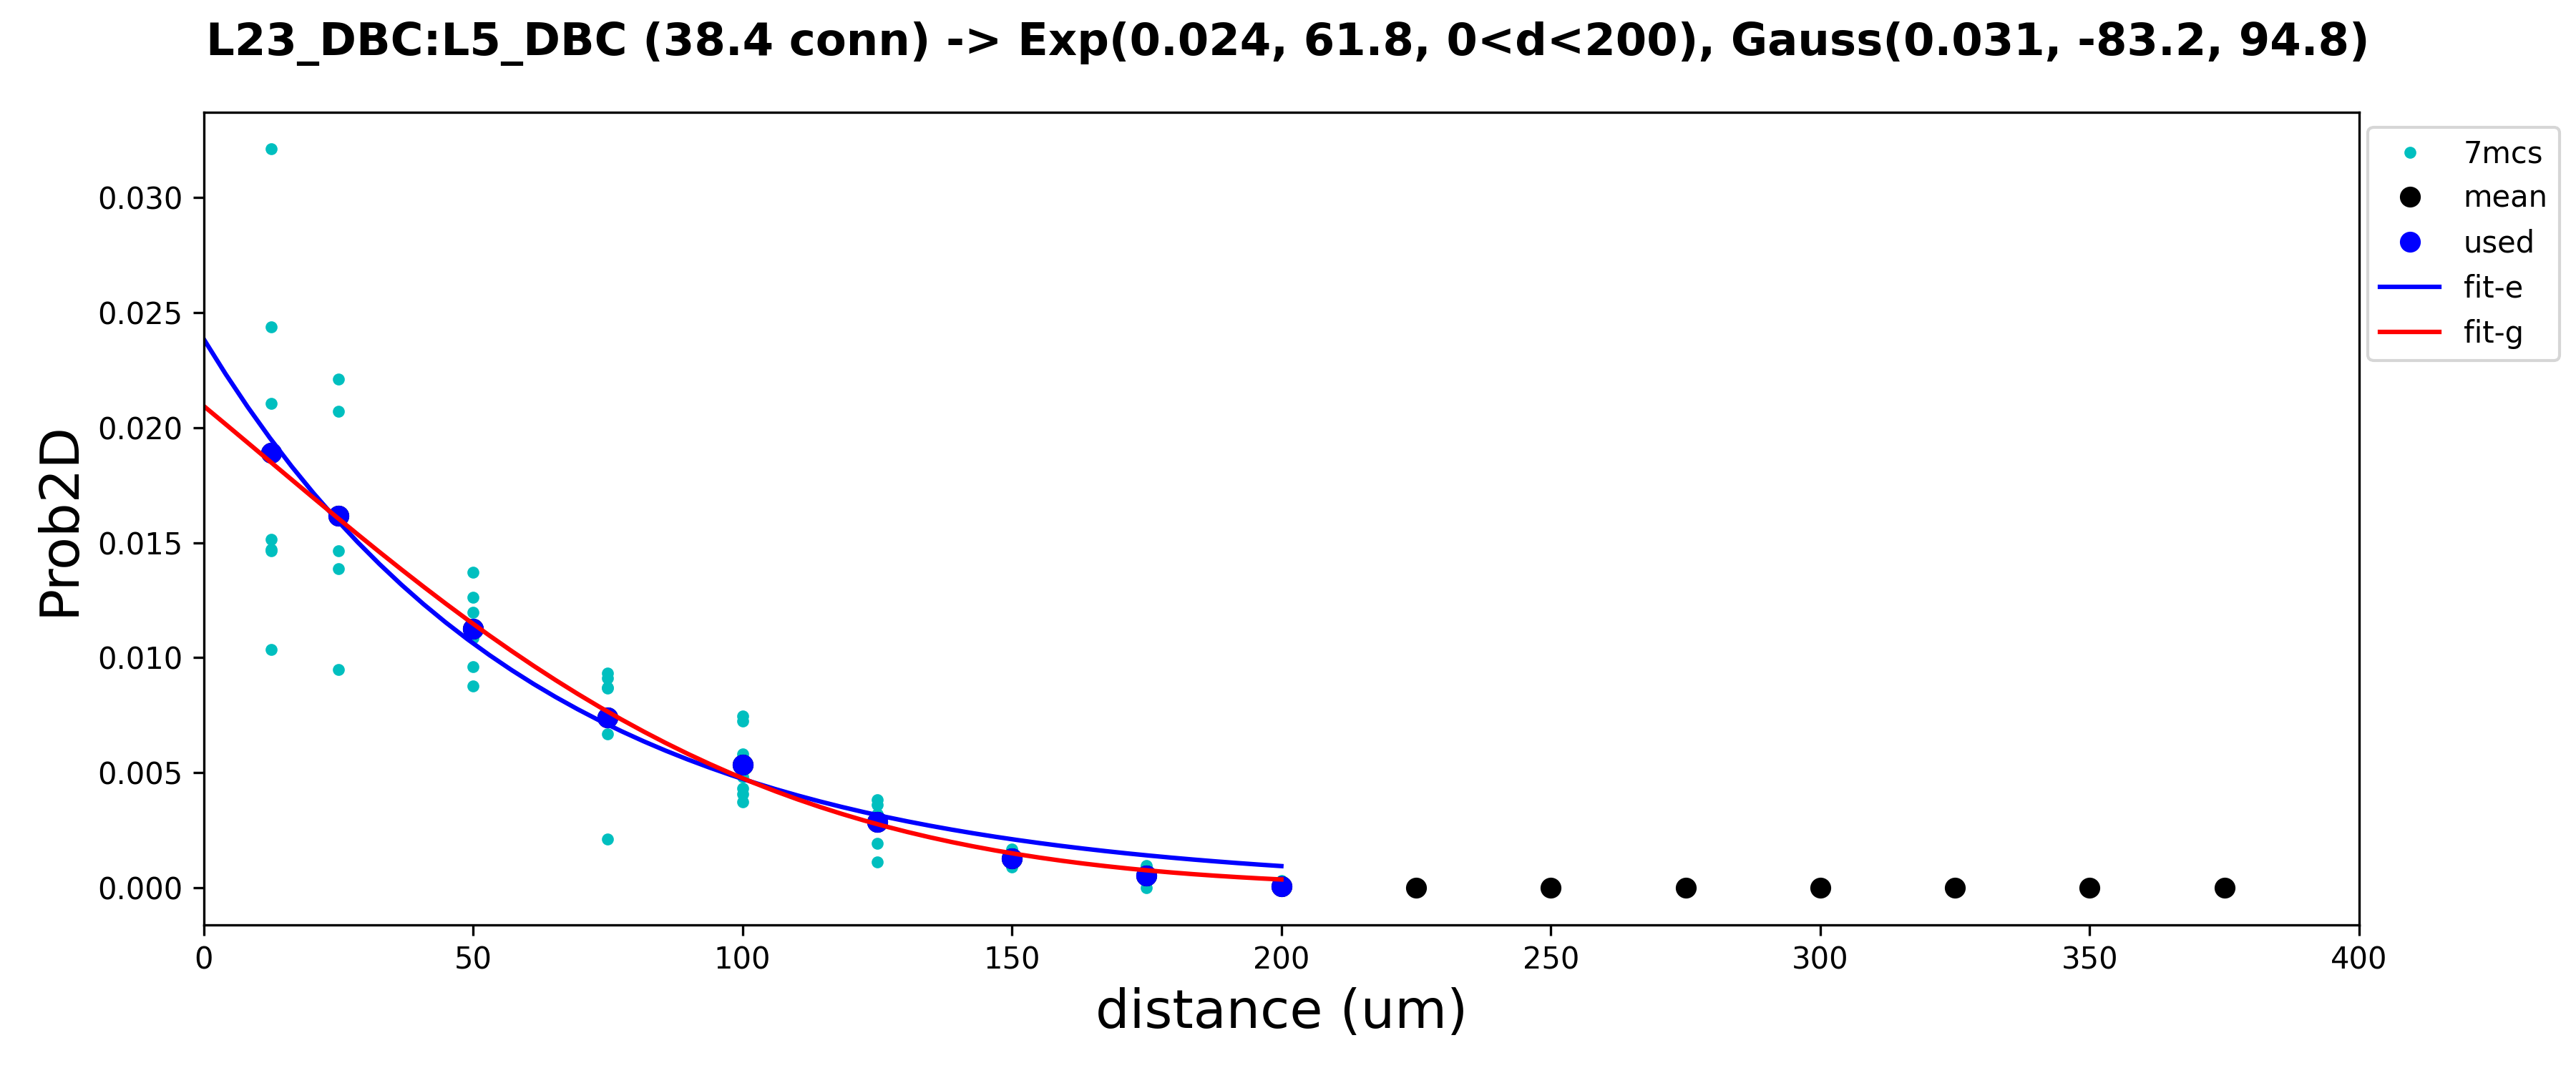 L23_DBC:L5_DBC (38.4 conn) -> Exp(0.024, 61.8, 0<d<200), Gauss(0.031, -83.2, 94.8)
7mcs
mean
used
fit-e
fit-g
Prob2D
0.030
0.025
0.020
0.015
0.010
0.005
0.000
0 50 100 150 200 250 300 350 400
distance (um)